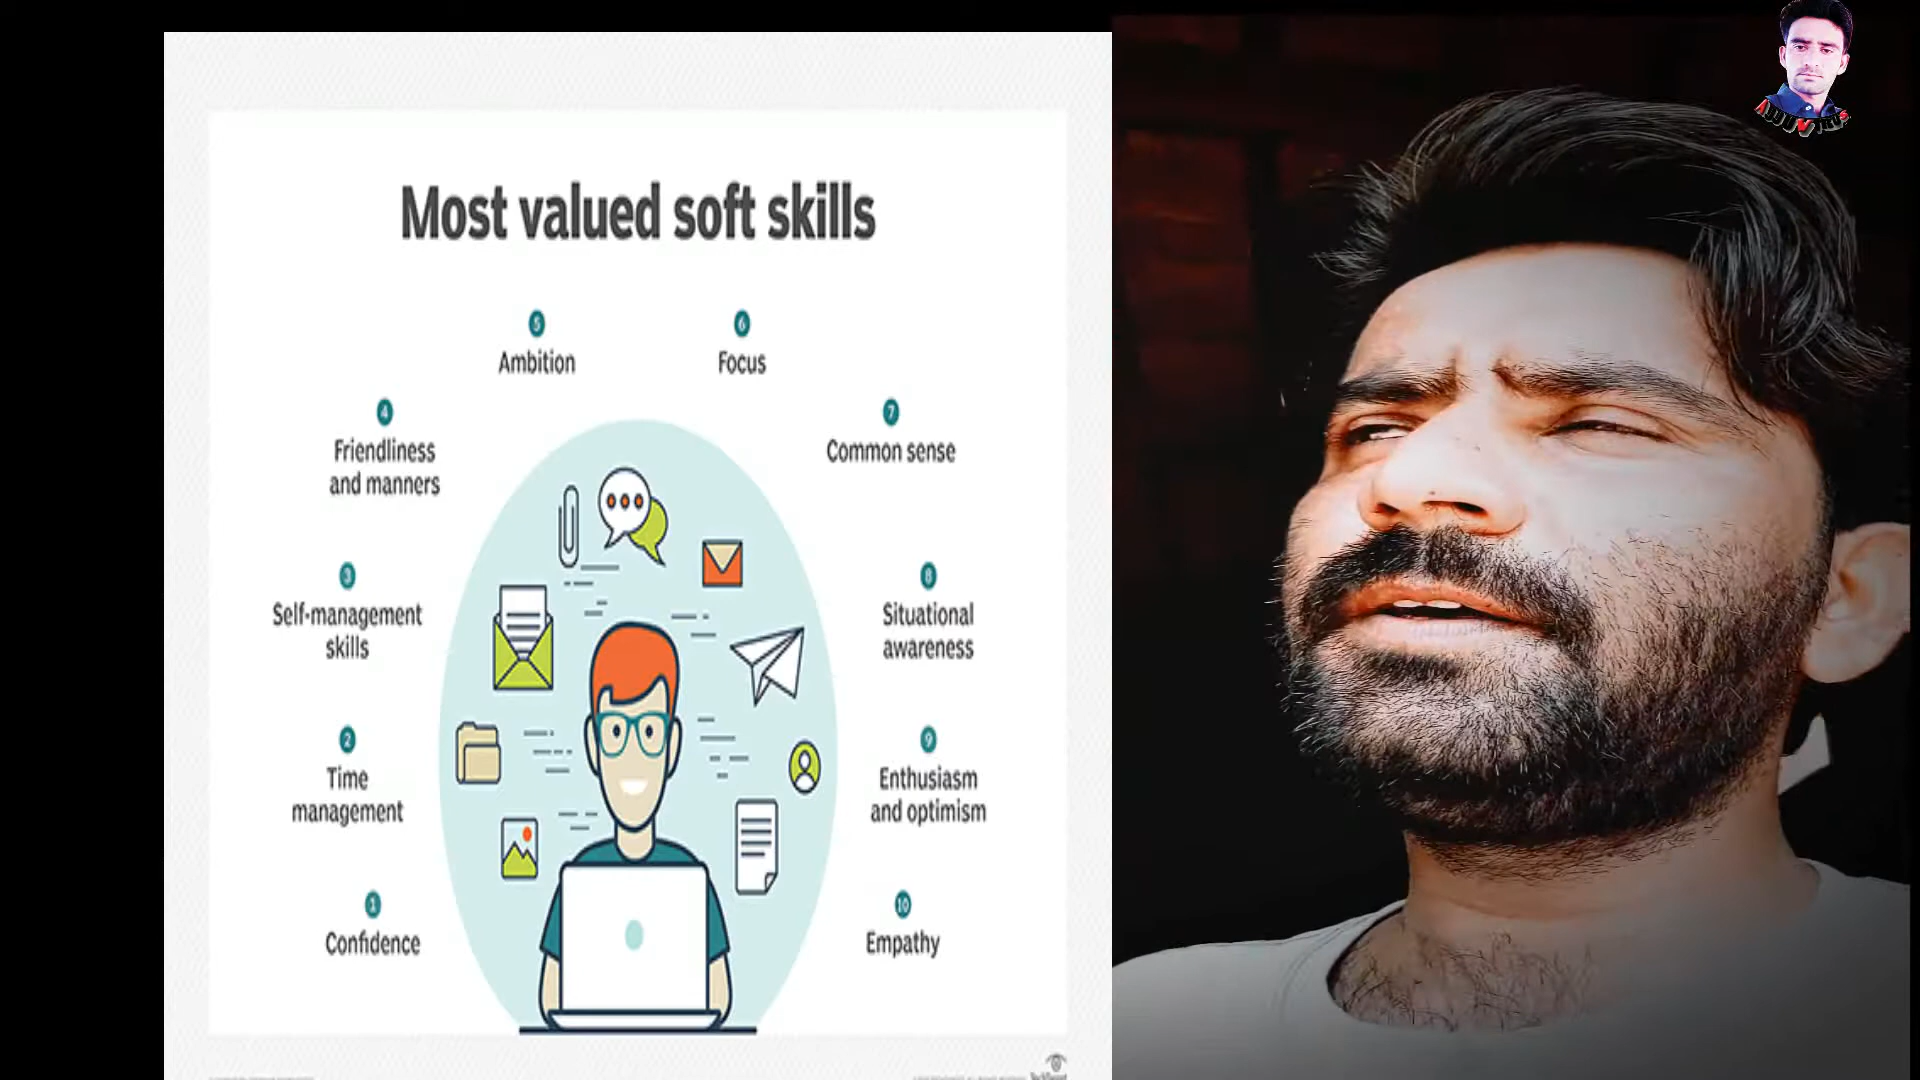 Most valued soft skills
5
Ambition
6
Focus
4
Friendliness
and manners
7
Common sense
3
Self-management
skills
8
Situational
awareness
2
Time
management
9
Enthusiasm
and optimism
1
Confidence
10
Empathy